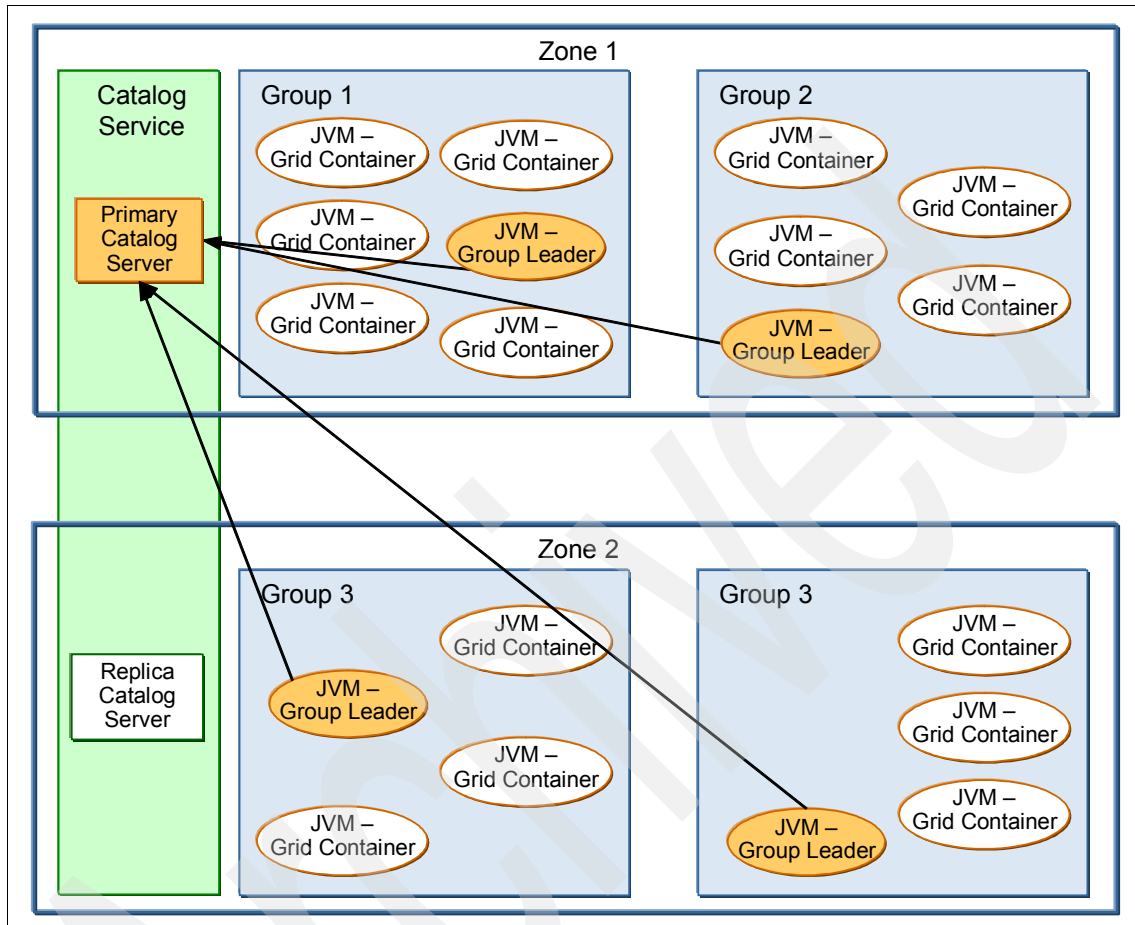 Zone 1
Catalog
Service
Primary
Catalog
Server
Group 1
JVM –
Grid Container
JVM –
Grid Container
JVM –
Grid Container
JVM –
Group Leader
JVM –
Grid Container
JVM –
Grid Container
Group 2
JVM –
Grid Container
JVM –
Grid Container
JVM –
Grid Container
JVM –
Grid Container
JVM –
Group Leader
Zone 2
Replica
Catalog
Server
Group 3
JVM –
Grid Container
JVM –
Group Leader
JVM –
Grid Container
JVM –
Grid Container
Group 3
JVM –
Grid Container
JVM –
Grid Container
JVM –
Grid Container
JVM –
Group Leader